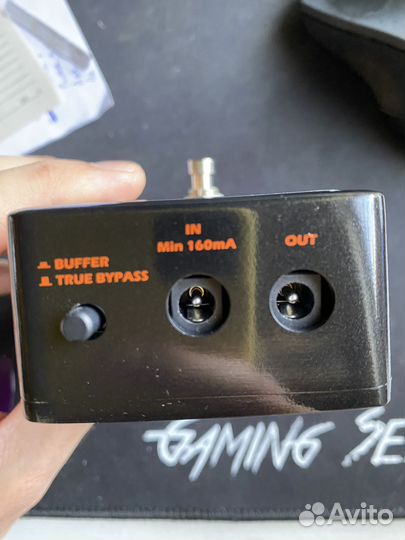 IN
Min 160mA
OUT
BUFFER
TRUE BYPASS
GAMING SE
Avito